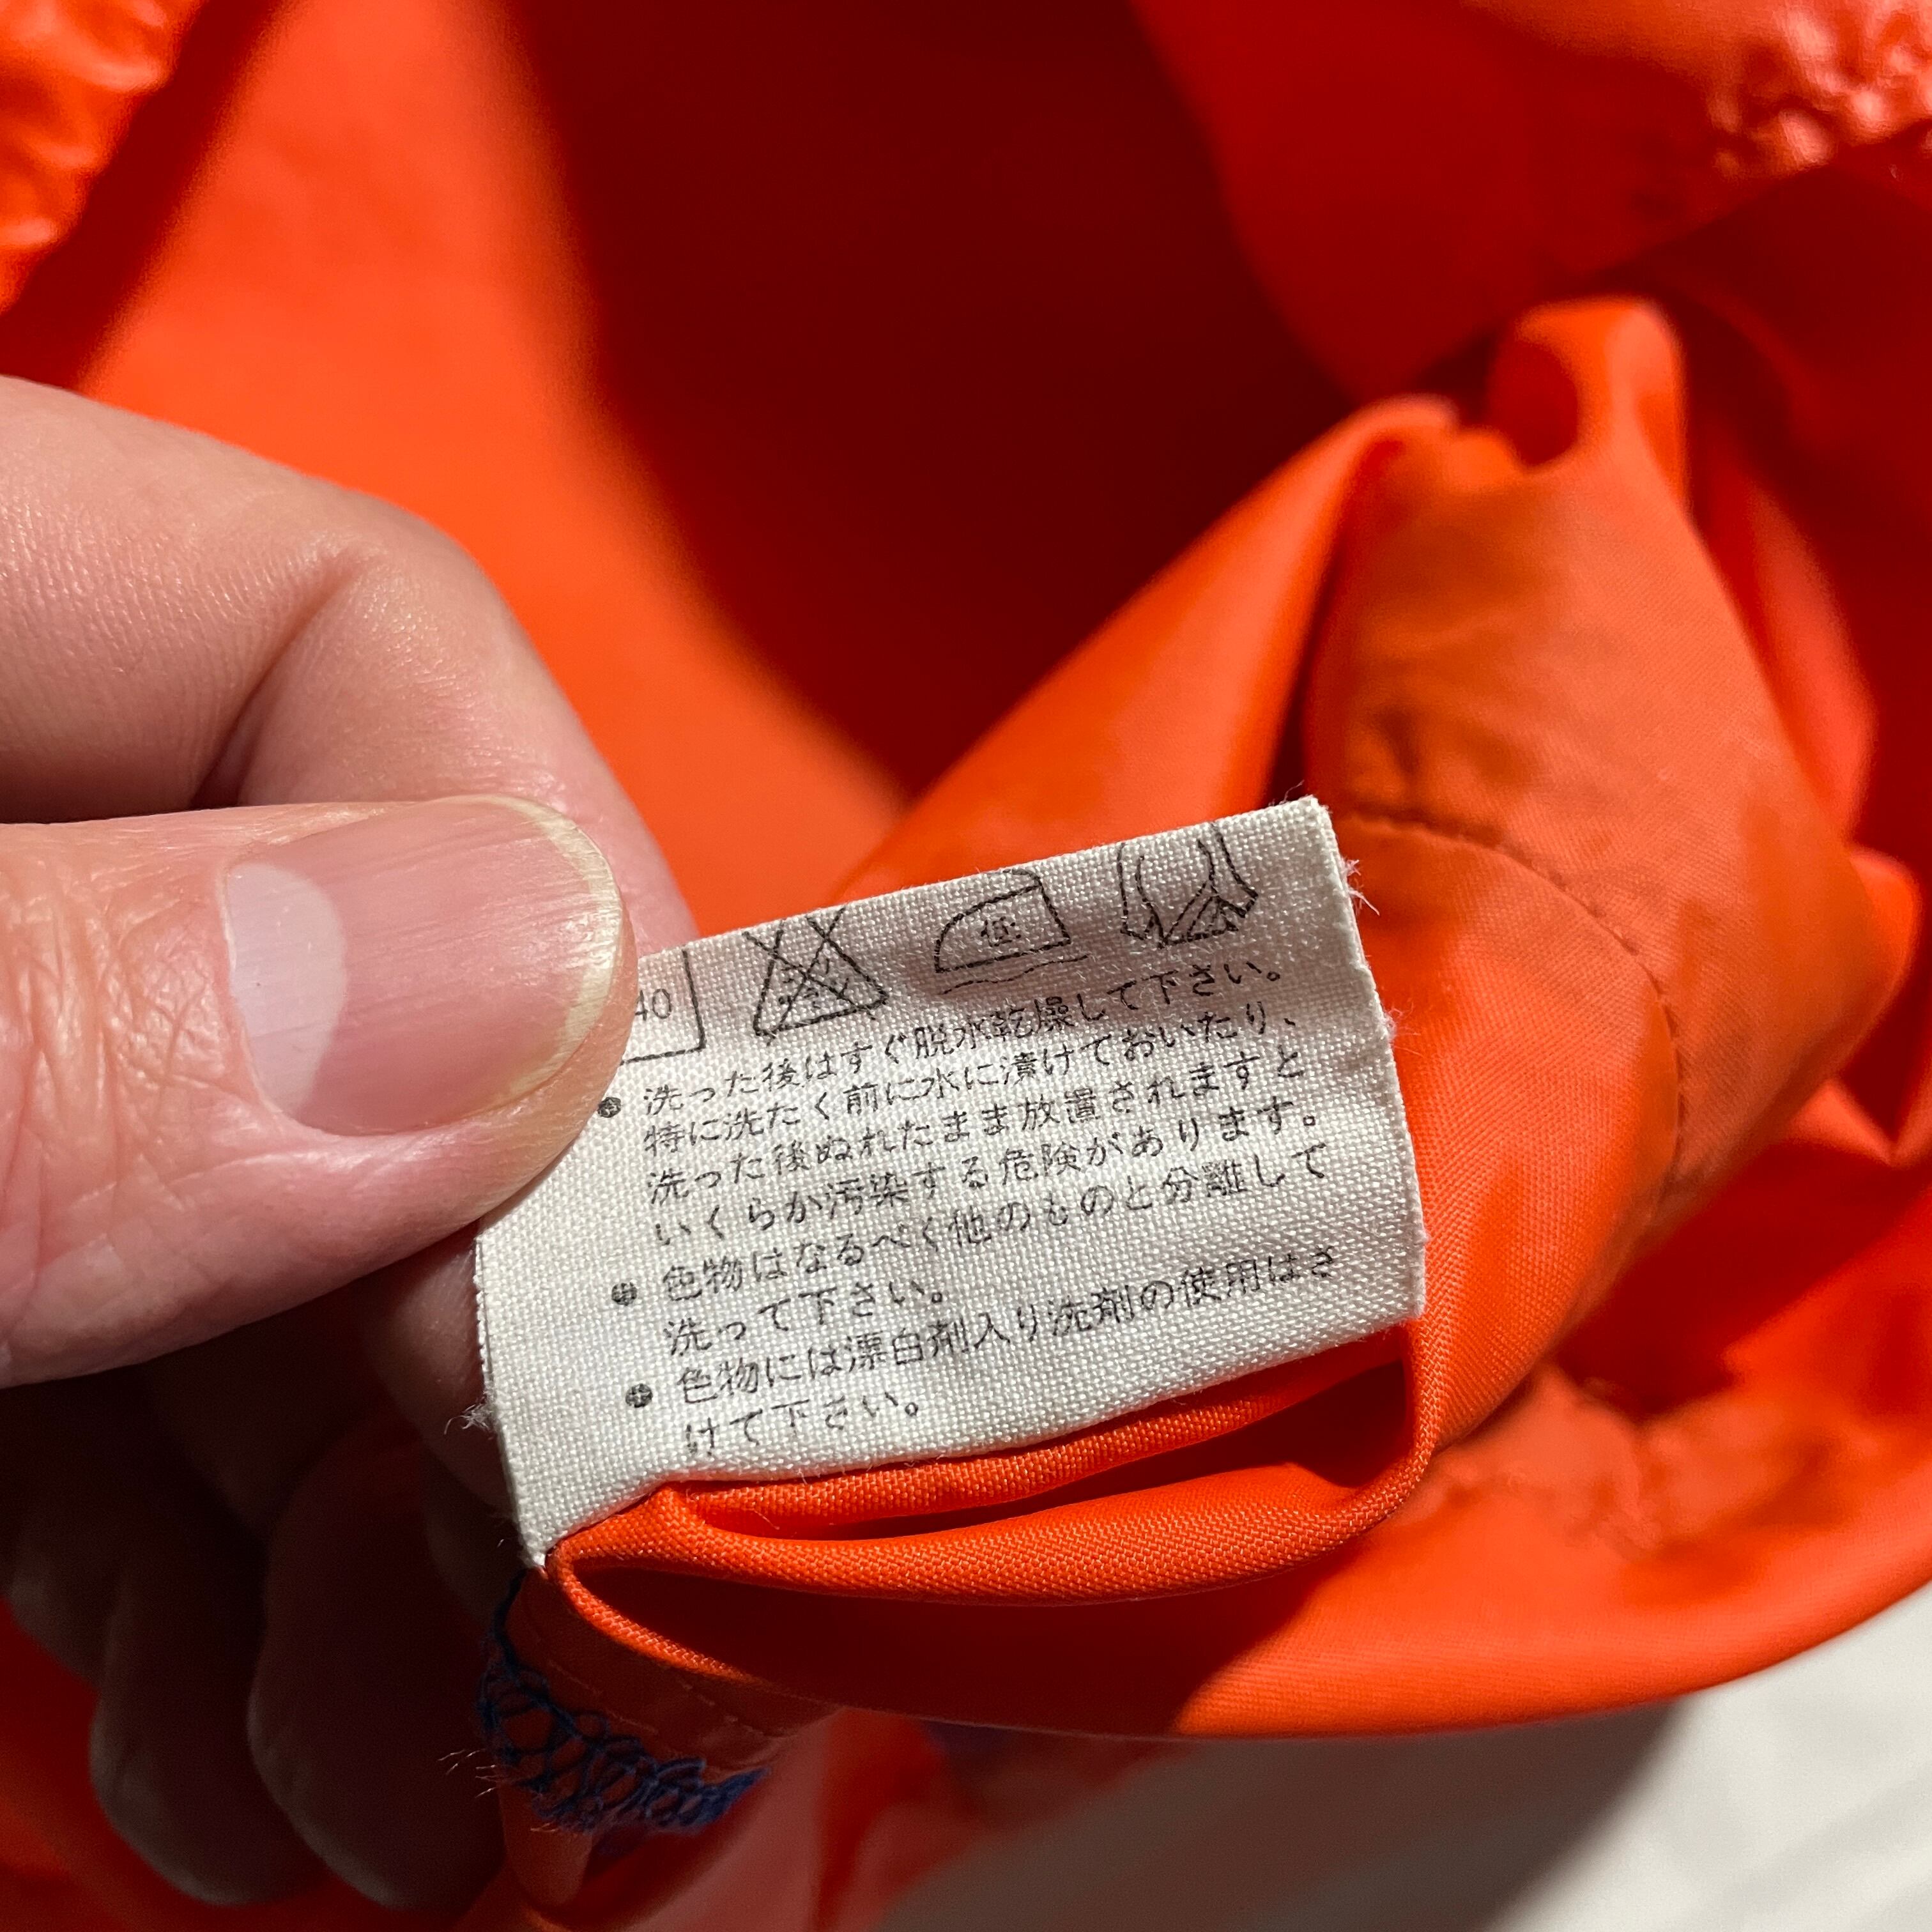 40
低
洗った後はすぐ脱水乾燥して下さい。
特に洗たく前に水に漬けておいたり、
洗った後ぬれたまま放置されますと
いくらか汚染する危険があります。
色物はなるべく他のものと分離して
洗って下さい。
色物には漂白剤入り洗剤の使用はさ
けて下さい。